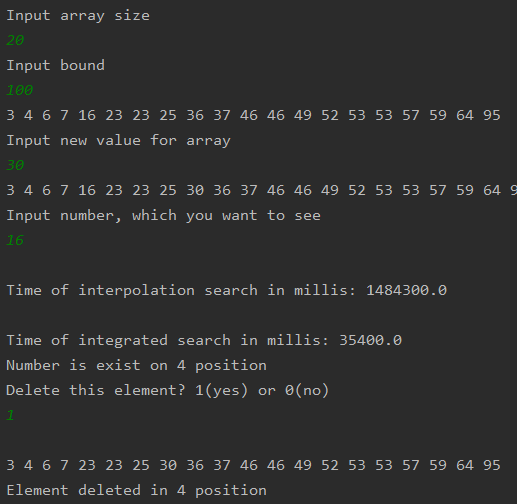 Input array size
20
Input bound
100
3 4 6 7 16 23 23 25 36 37 46 46 49 52 53 53 57 59 64 95
Input new value for array
30
3 4 6 7 16 23 23 25 30 36 37 46 46 49 52 53 53 57 59 64 9
Input number, which you want to see
16
Time of interpolation search in millis: 1484300.0
Time of integrated search in millis: 35400.0
Number is exist on 4 position
Delete this element? 1(yes) or 0(no)
1
3 4 6 7 23 23 25 30 36 37 46 46 49 52 53 53 57 59 64 95
Element deleted in 4 position